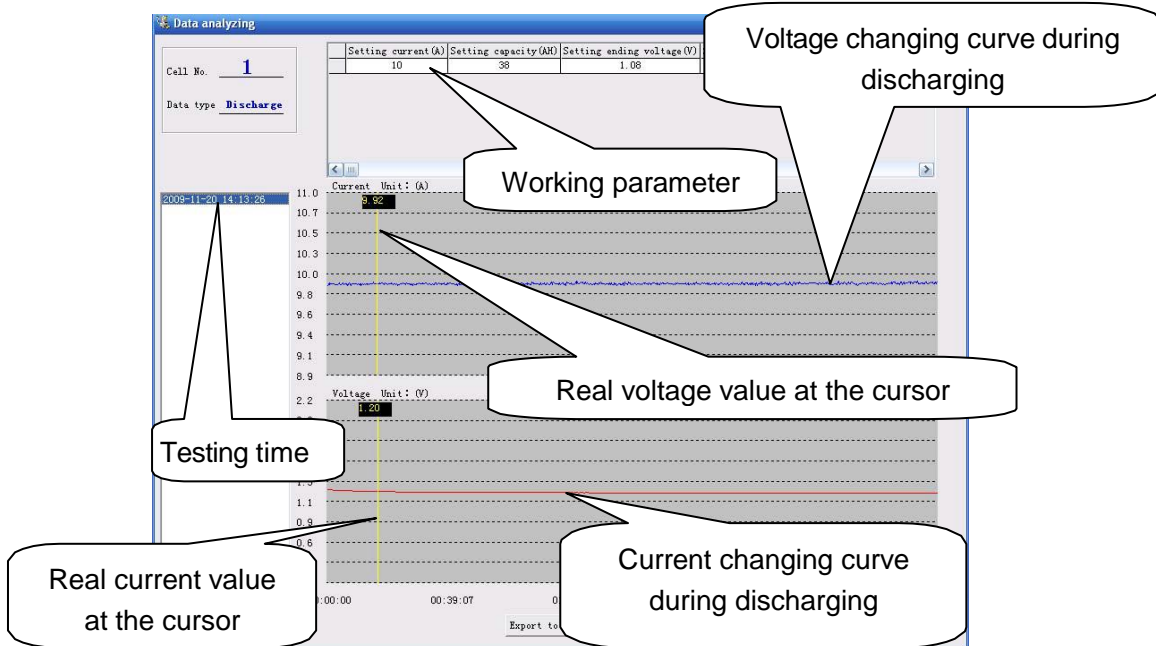 Data analyzing
Voltage changing curve during
discharging
Cell No. 1
Data type Discharge
Setting current(A) Setting capacity(AH) Setting ending voltage(V)
10 38 1.08
Working parameter
2009-11-20 14:13:26
Current Unit: (A)
9.92
11.0
10.7
10.5
10.3
10.0
9.8
9.6
9.4
9.1
8.9
Real voltage value at the cursor
Voltage Unit: (V)
1.20
2.2
Testing time
1.1
0.9
0.6
Real current value
at the cursor
Current changing curve
during discharging
:00:00 00:39:07
Export to